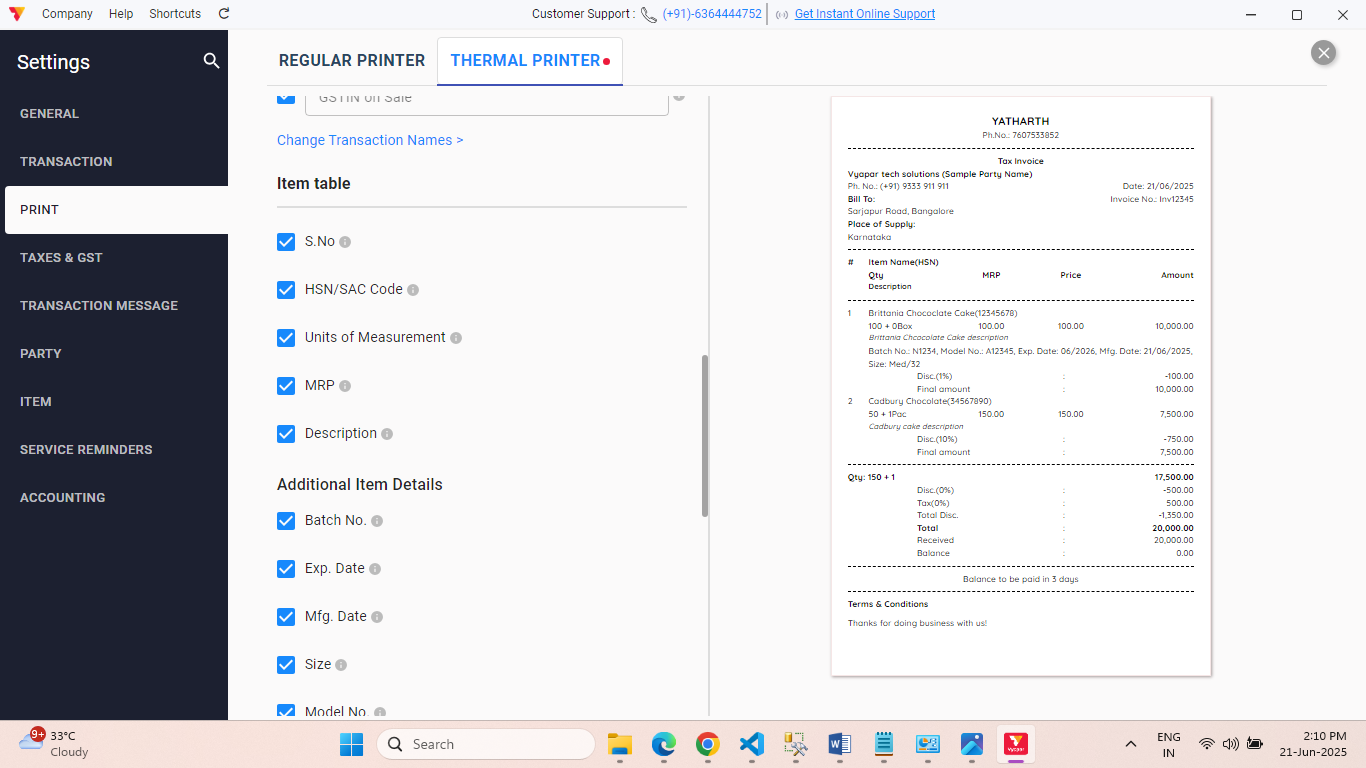 Company Help Shortcuts
Customer Support : (+91)-6364444752 Get Instant Online Support
Settings
GENERAL
TRANSACTION
PRINT
TAXES & GST
TRANSACTION MESSAGE
PARTY
ITEM
SERVICE REMINDERS
ACCOUNTING
REGULAR PRINTER THERMAL PRINTER
GSTIN on Sale
Change Transaction Names >
Item table
S.No
HSN/SAC Code
Units of Measurement
MRP
Description
Additional Item Details
Batch No.
Exp. Date
Mfg. Date
Size
Model No.
YATHARTH
Ph.No.: 7607533852
Tax Invoice
Vyapar tech solutions (Sample Party Name)
Ph. No.: (+91) 9333 911 911 Date: 21/06/2025
Bill To: Invoice No.: Inv12345
Sarjapur Road, Bangalore
Place of Supply:
Karnataka
# Item Name(HSN)
Qty MRP Price Amount
Description
1 Brittania Chococlate Cake(12345678)
100 + 0Box 100.00 100.00 10,000.00
Brittania Chcocolate Cake description
Batch No.: N1234, Model No.: A12345, Exp. Date: 06/2026, Mfg. Date: 21/06/2025,
Size: Med/32
Disc.(1%) : -100.00
Final amount : 10,000.00
2 Cadbury Chocolate(34567890)
50 + 1Pac 150.00 150.00 7,500.00
Cadbury cake description
Disc.(10%) : -750.00
Final amount : 7,500.00
Qty: 150 + 1 17,500.00
Disc.(0%) : -500.00
Tax(0%) : 500.00
Total Disc. : -1,350.00
Total : 20,000.00
Received : 20,000.00
Balance : 0.00
Balance to be paid in 3 days
Terms & Conditions
Thanks for doing business with us!
9+
33°C
Cloudy
Search
Vyapar
ENG
IN
2:10 PM
21-Jun-2025